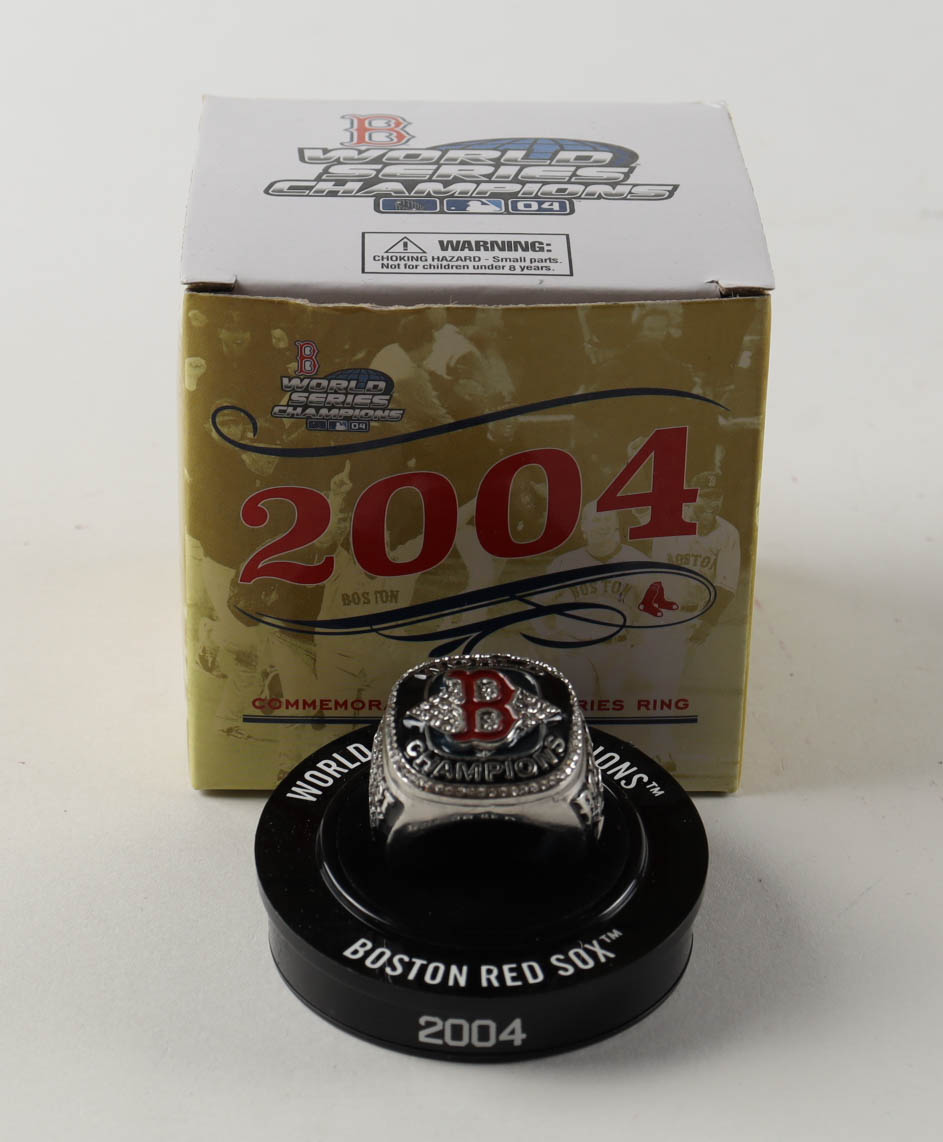 B
WORLD
SERIES
CHAMPIONS
04
WARNING:
CHOKING HAZARD - Small parts.
Not for children under 8 years.
B
WORLD
SERIES
CHAMPIONS
04
2004
BOSTON
BOSTON
BOSTON
COMMEMOR RIES RING
B
CHAMPIONS
WORLD IONS™
BOSTON RED SOX™
2004